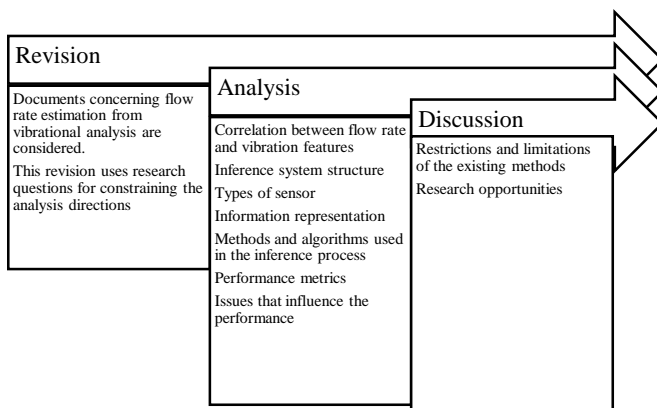 Revision
Documents concerning flow
rate estimation from
vibrational analysis are
considered.
This revision uses research
questions for constraining the
analysis directions
Analysis
Correlation between flow rate
and vibration features
Inference system structure
Types of sensor
Information representation
Methods and algorithms used
in the inference process
Performance metrics
Issues that influence the
performance
Discussion
Restrictions and limitations
of the existing methods
Research opportunities